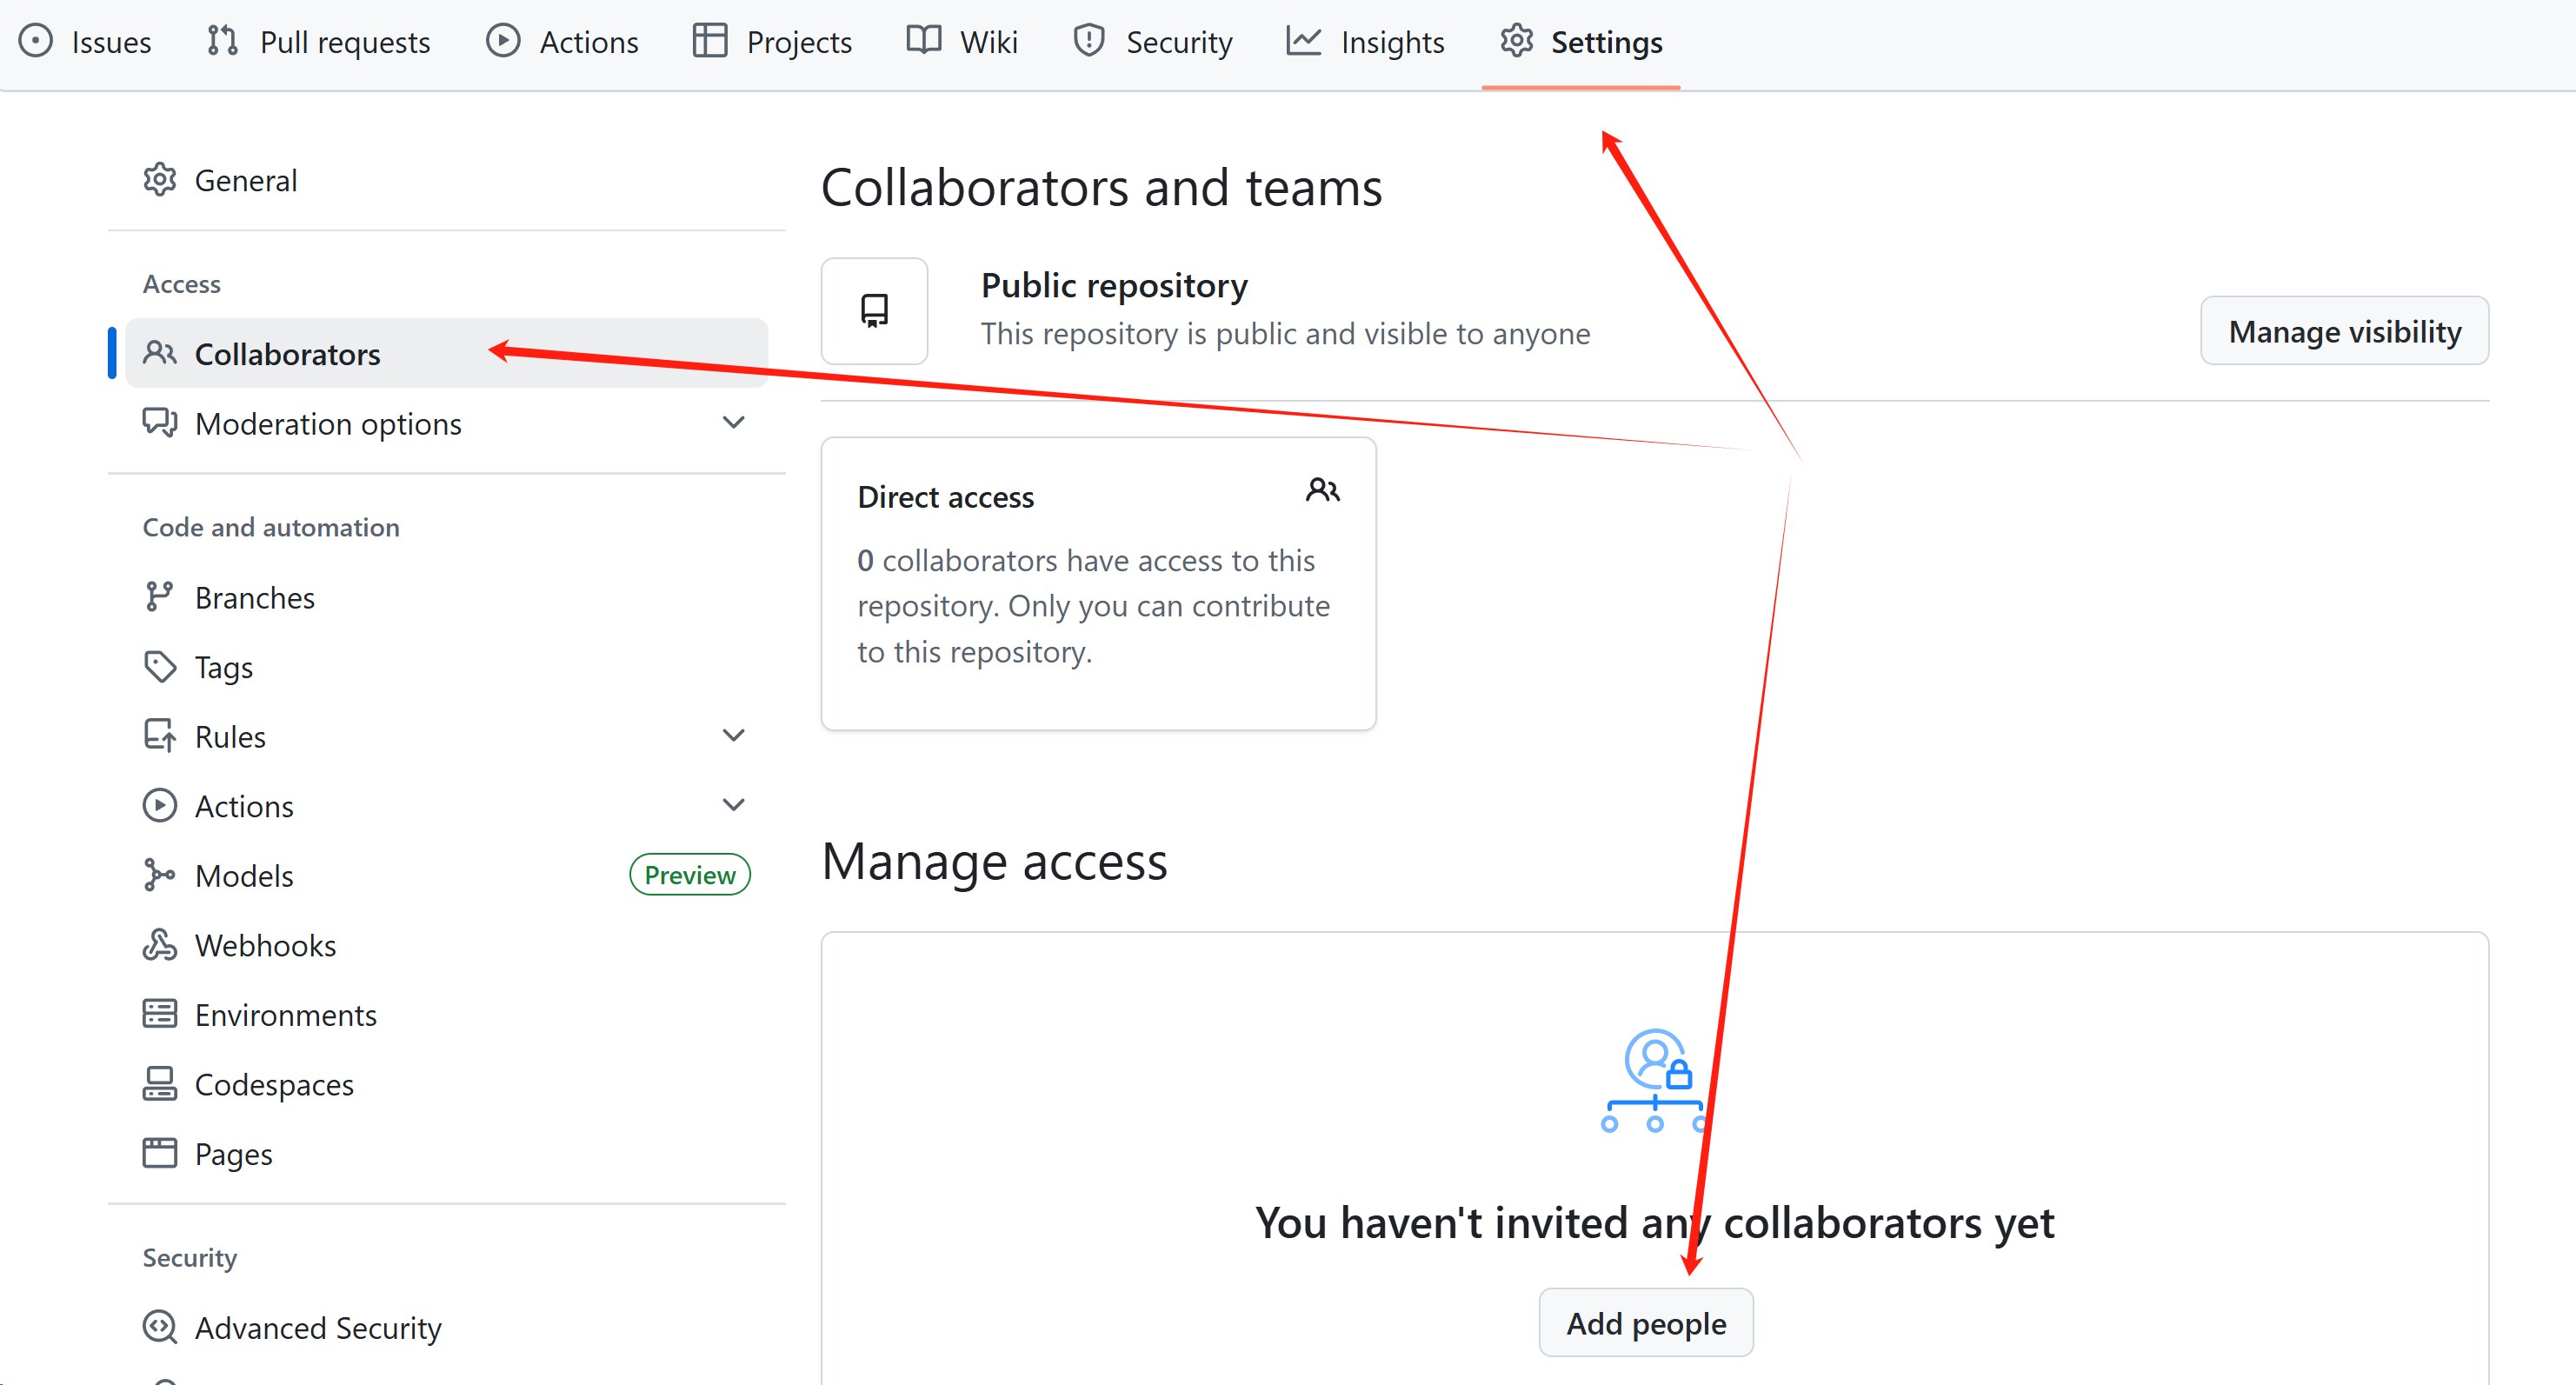 Issues
Pull requests
Actions
Projects
Wiki
Security
Insights
Settings
General
Access
Collaborators
Moderation options
Code and automation
Branches
Tags
Rules
Actions
Models
Preview
Webhooks
Environments
Codespaces
Pages
Security
Advanced Security
Collaborators and teams
Public repository
This repository is public and visible to anyone
Manage visibility
Direct access
0 collaborators have access to this
repository. Only you can contribute
to this repository.
Manage access
You haven't invited any collaborators yet
Add people